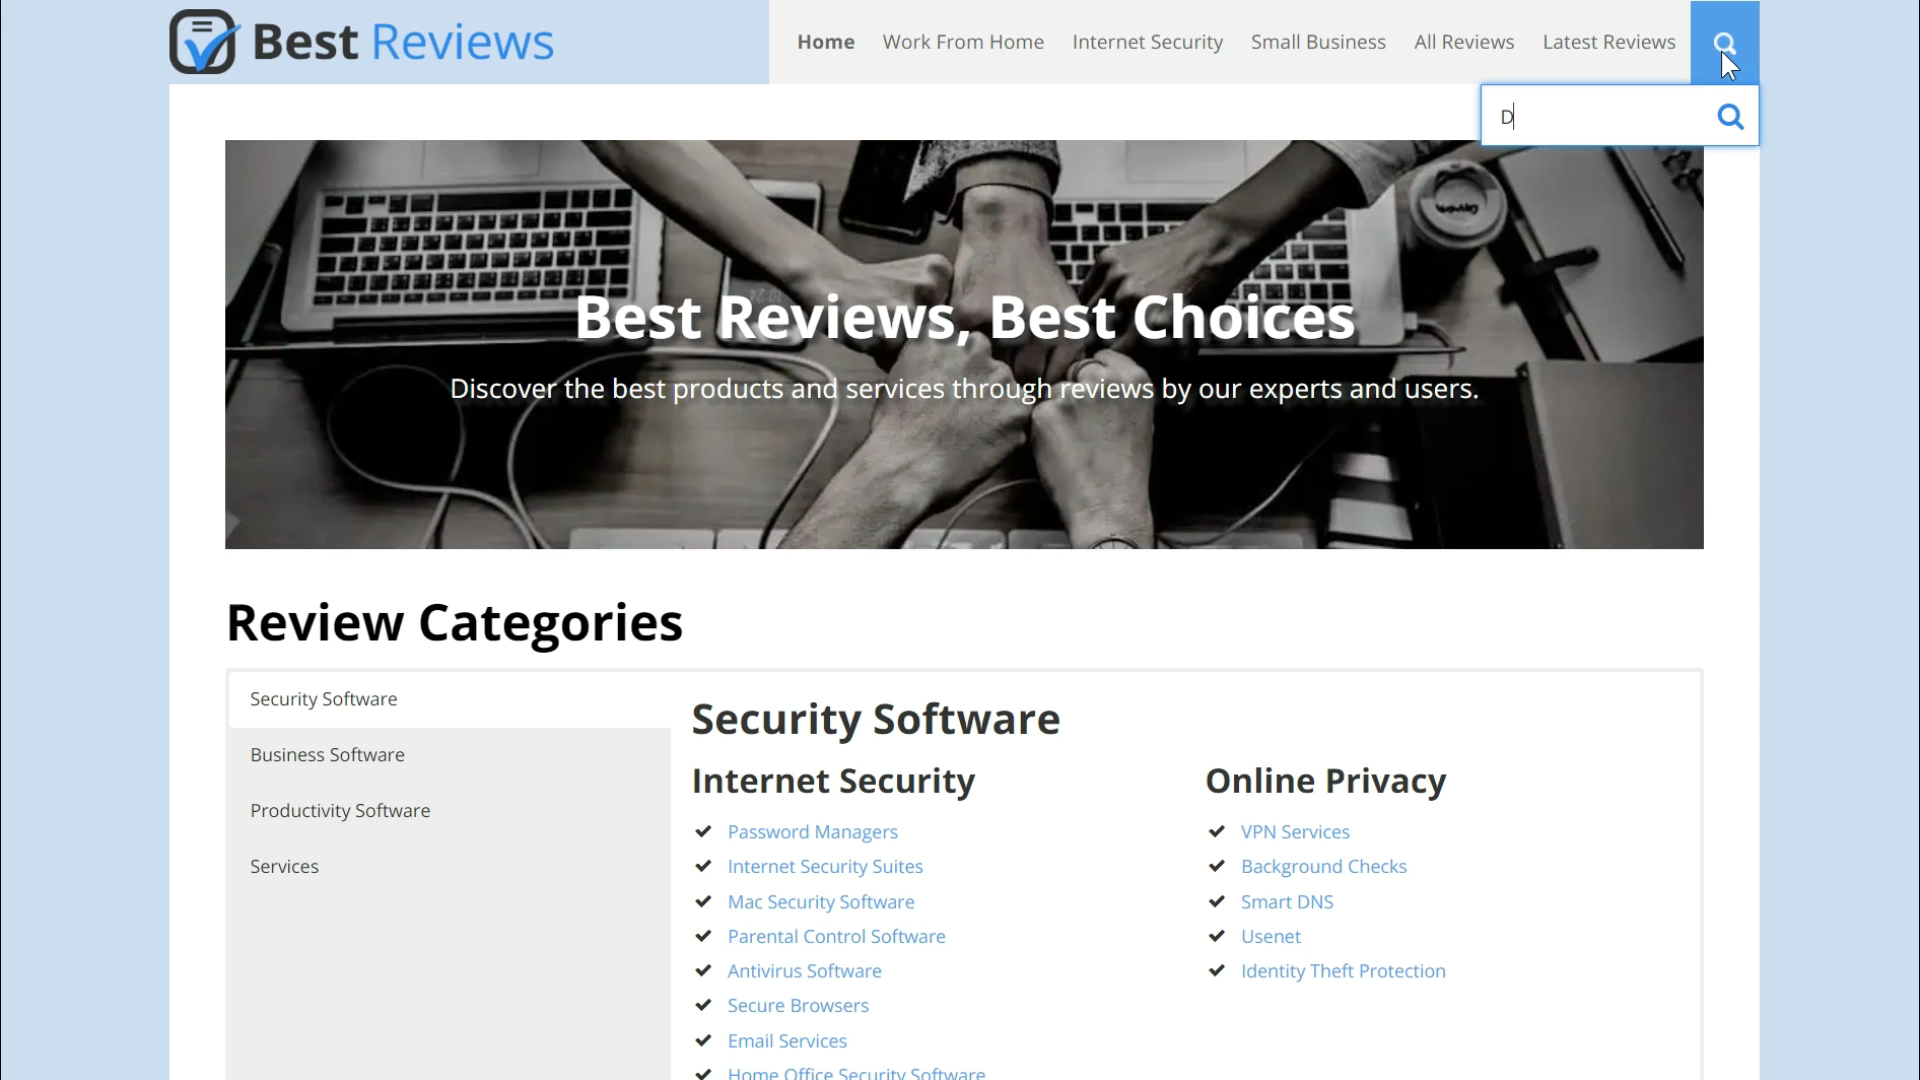 Best Reviews
Home Work From Home Internet Security Small Business All Reviews Latest Reviews
D
Best Reviews, Best Choices
Discover the best products and services through reviews by our experts and users.
Review Categories
Security Software
Business Software
Productivity Software
Services
Security Software
Internet Security
Password Managers
Internet Security Suites
Mac Security Software
Parental Control Software
Antivirus Software
Secure Browsers
Email Services
Home Office Security Software
Online Privacy
VPN Services
Background Checks
Smart DNS
Usenet
Identity Theft Protection